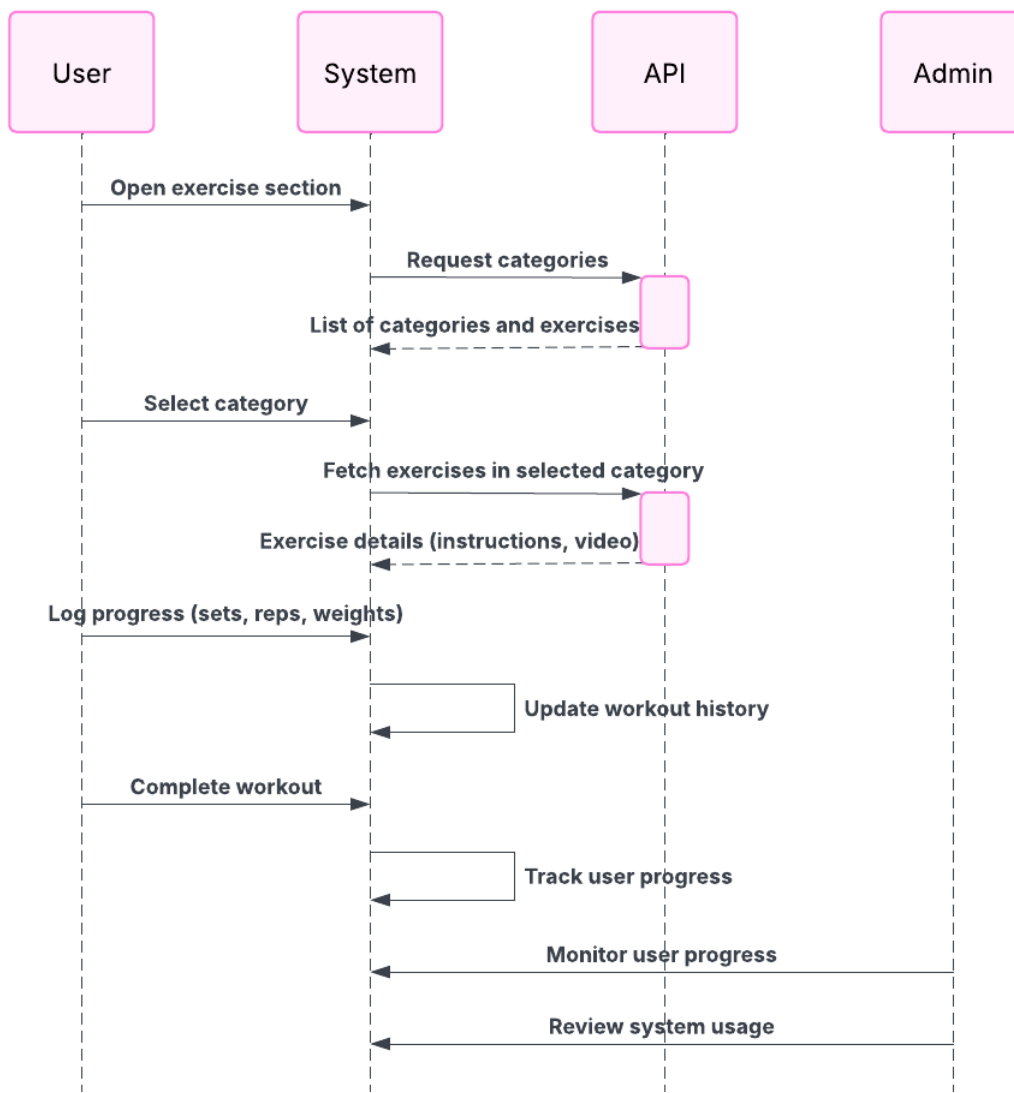 User
System
API
Admin
Open exercise section
Request categories
List of categories and exercises
Select category
Fetch exercises in selected category
Exercise details (instructions, video)
Log progress (sets, reps, weights)
Update workout history
Complete workout
Track user progress
Monitor user progress
Review system usage